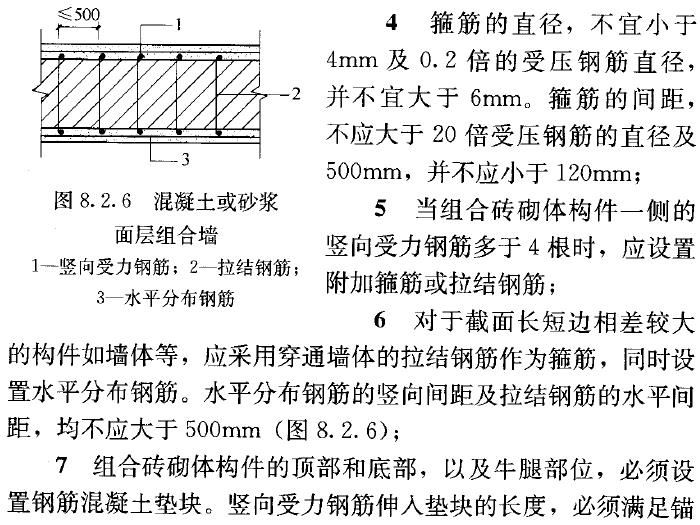 ≤500
1
2
3
图 8.2.6 混凝土或砂浆
面层组合墙
1—竖向受力钢筋；2—拉结钢筋；
3—水平分布钢筋
4 箍筋的直径，不宜小于
4mm 及 0.2 倍的受压钢筋直径，
并不宜大于 6mm。箍筋的间距，
不应大于 20 倍受压钢筋的直径及
500mm，并不应小于 120mm；
5 当组合砖砌体构件一侧的
竖向受力钢筋多于 4 根时，应设置
附加箍筋或拉结钢筋；
6 对于截面长短边相差较大
的构件如墙体等，应采用穿通墙体的拉结钢筋作为箍筋，同时设
置水平分布钢筋。水平分布钢筋的竖向间距及拉结钢筋的水平间
距，均不应大于 500mm（图 8.2.6）；
7 组合砖砌体构件的顶部和底部，以及牛腿部位，必须设
置钢筋混凝土垫块。竖向受力钢筋伸入垫块的长度，必须满足锚